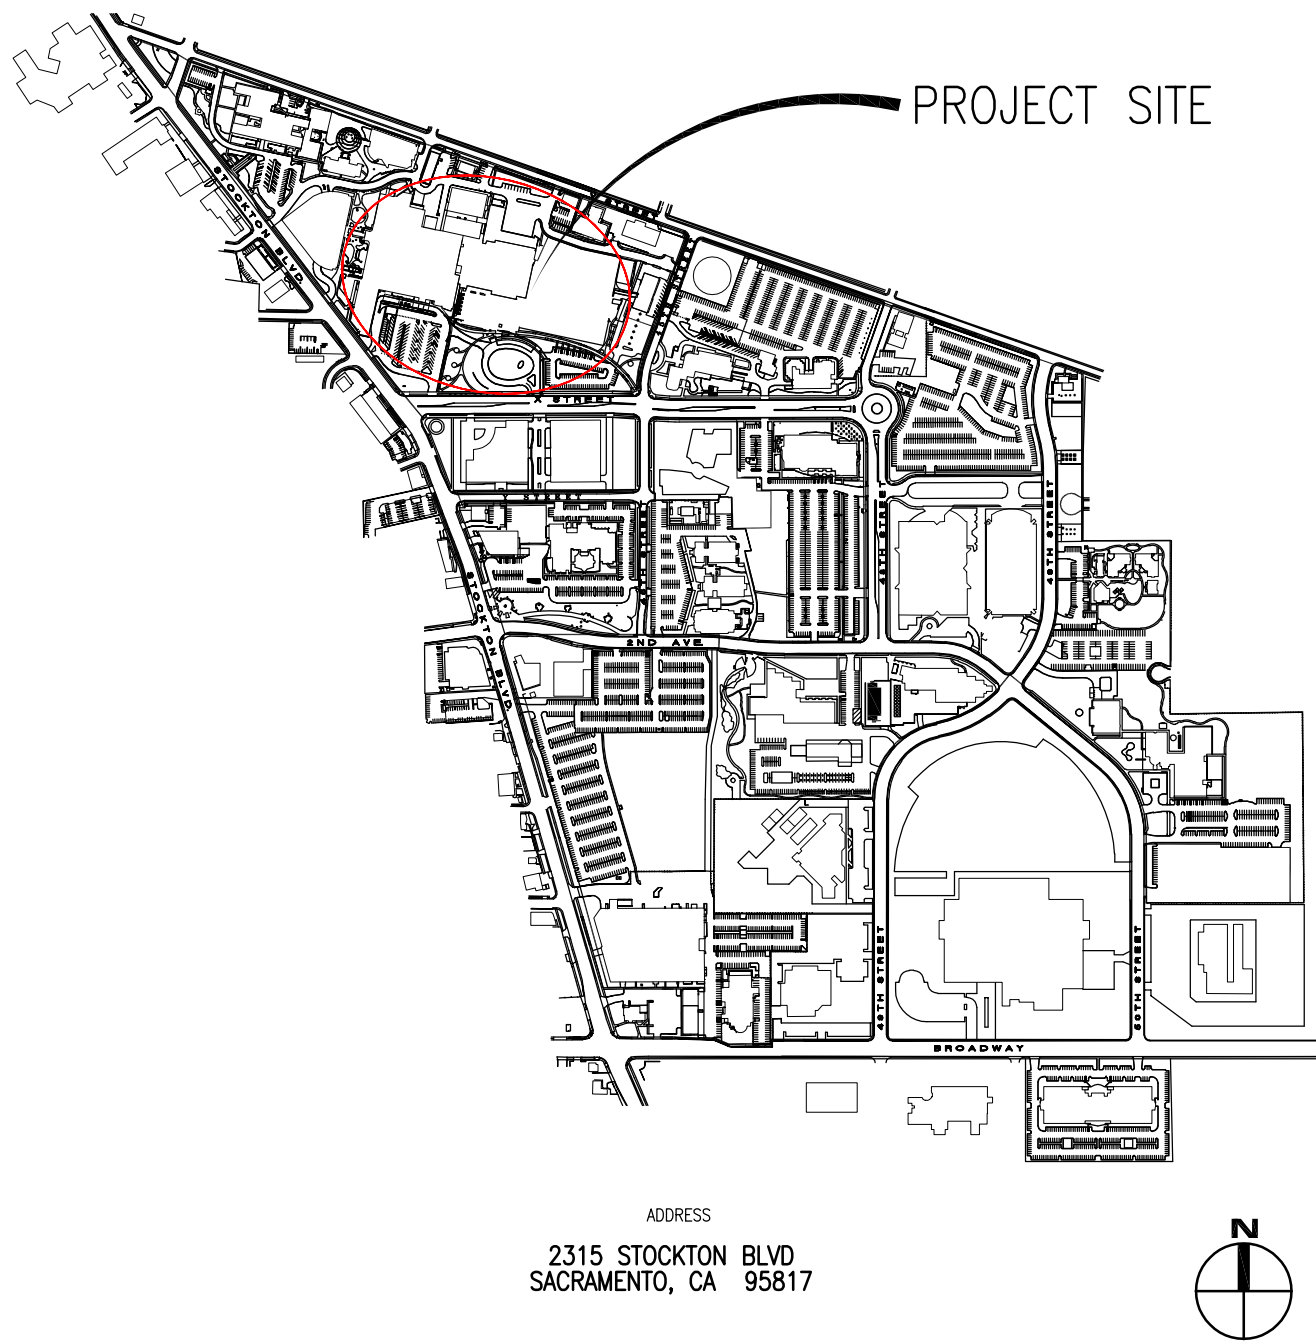 PROJECT SITE
STOCKTON BLVD.
X STREET
Y STREET
45TH STREET
49TH STREET
STOCKTON BLVD.
2ND AVE.
49TH STREET
50TH STREET
BROADWAY
ADDRESS
2315 STOCKTON BLVD
SACRAMENTO, CA 95817
N